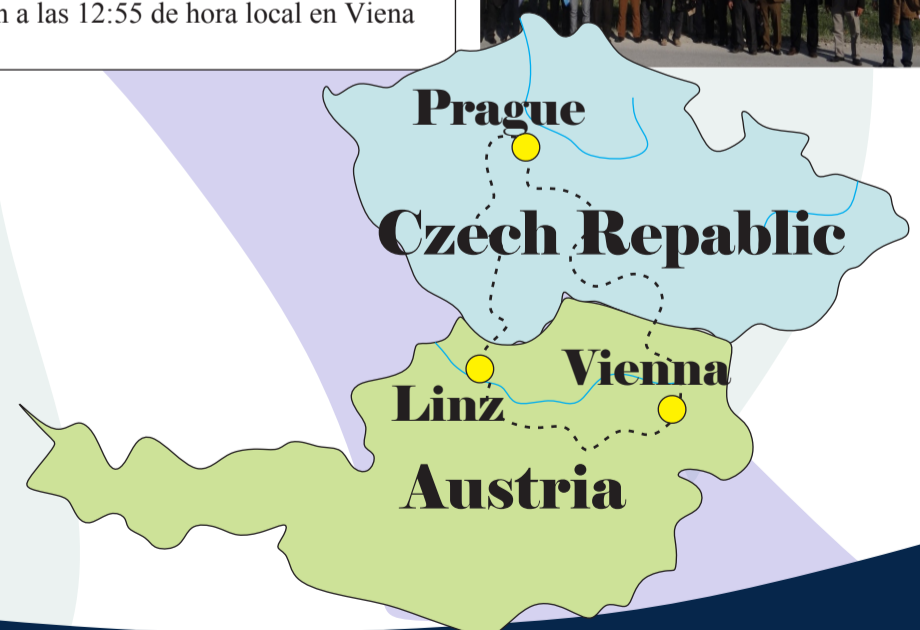 n a las 12:55 de hora local en Viena
Prague
Czech Repablic
Vienna
Linz
Austria